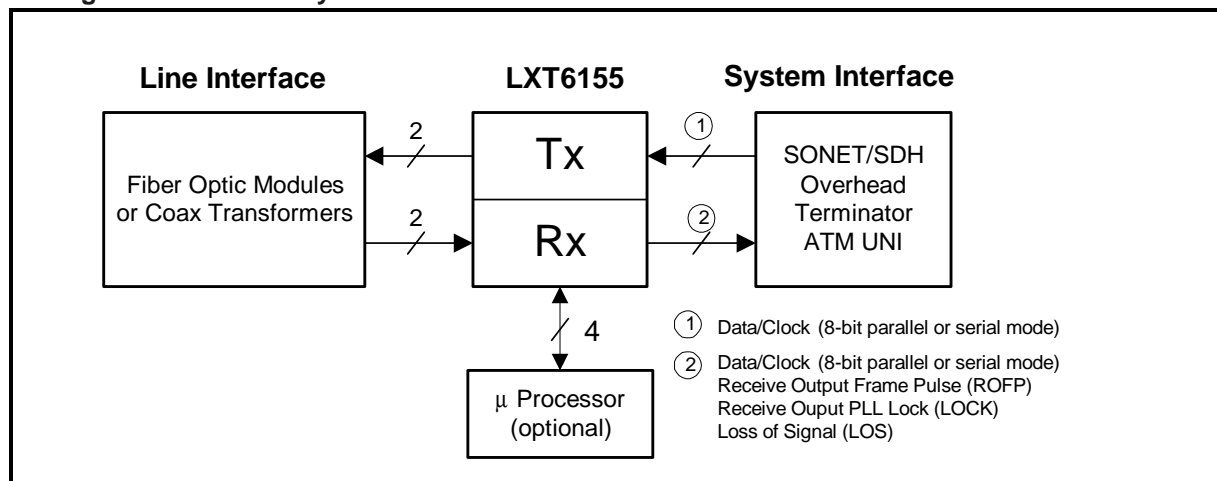 Line Interface
LXT6155
System Interface
Fiber Optic Modules
or Coax Transformers
2
2
Tx
Rx
1
2
SONET/SDH
Overhead
Terminator
ATM UNI
4
μ Processor
(optional)
1 Data/Clock (8-bit parallel or serial mode)
2 Data/Clock (8-bit parallel or serial mode)
Receive Output Frame Pulse (ROFP)
Receive Ouput PLL Lock (LOCK)
Loss of Signal (LOS)